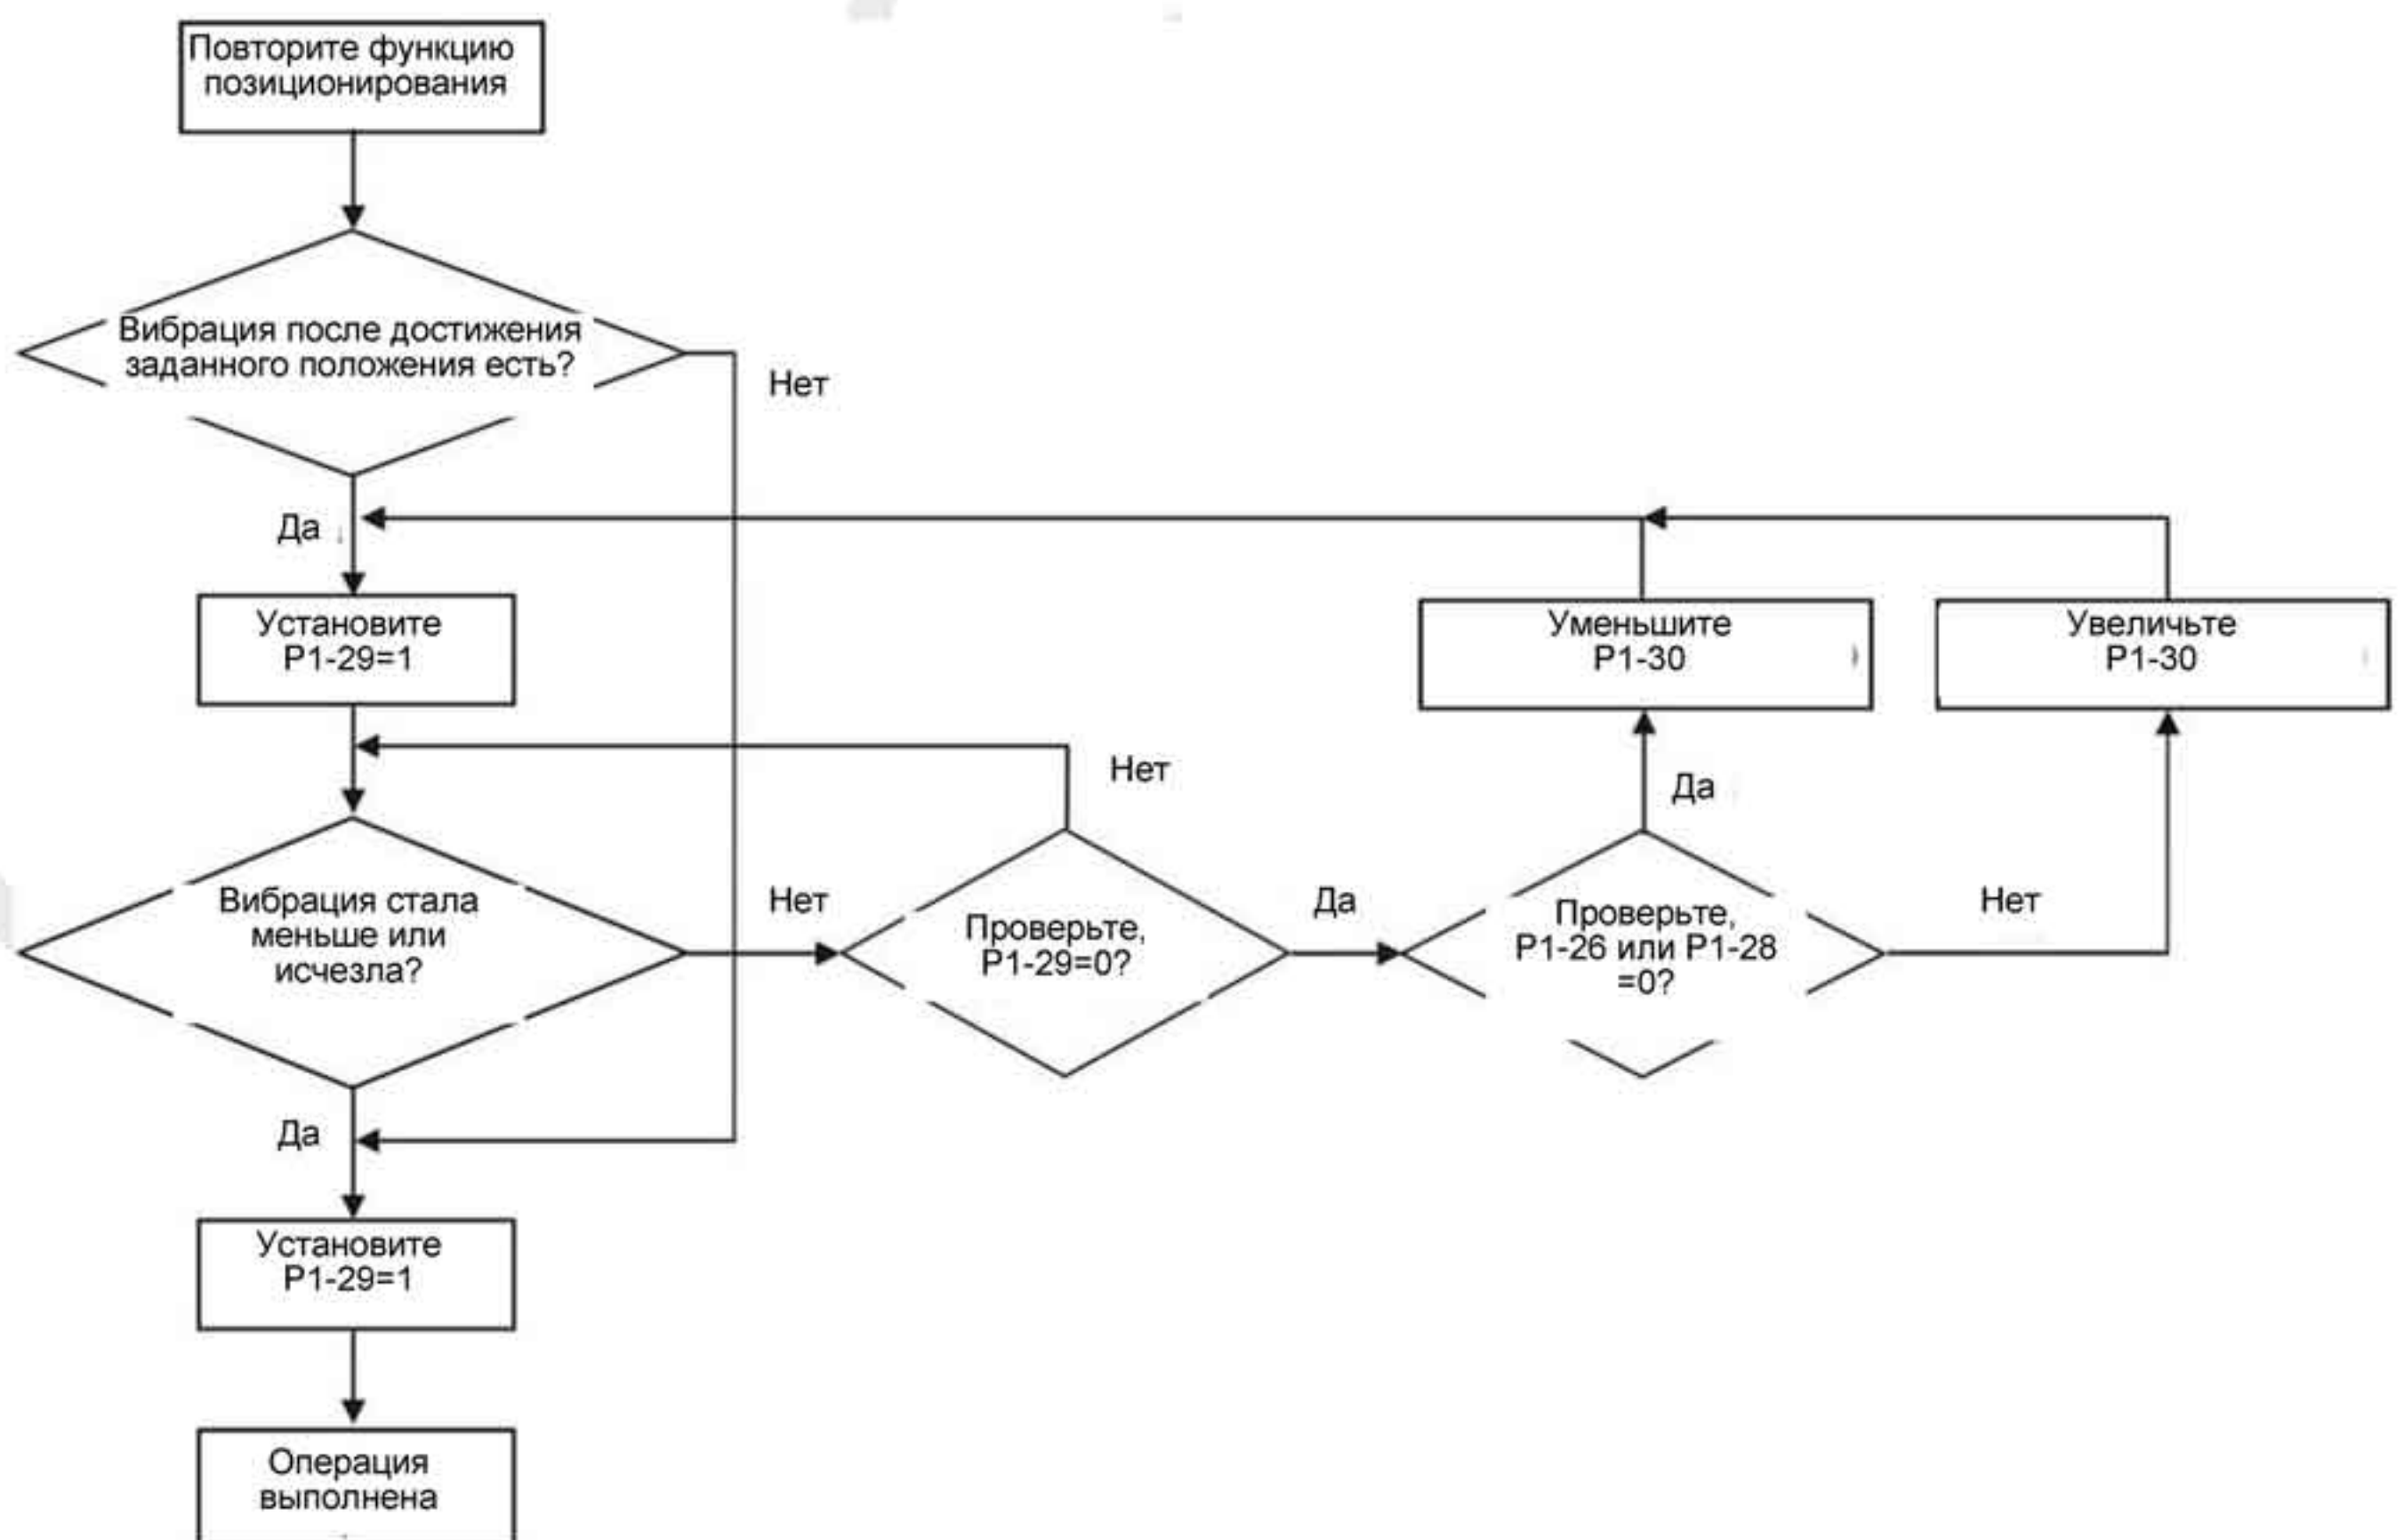 Повторите функцию
позиционирования
Вибрация после достижения
заданного положения есть?
Нет
Да
Установите
P1-29=1
Уменьшите
P1-30
Увеличьте
P1-30
Нет
Да
Вибрация стала
меньше или
исчезла?
Нет
Проверьте,
P1-29=0?
Да
Проверьте,
P1-26 или P1-28
=0?
Нет
Да
Установите
P1-29=1
Операция
выполнена